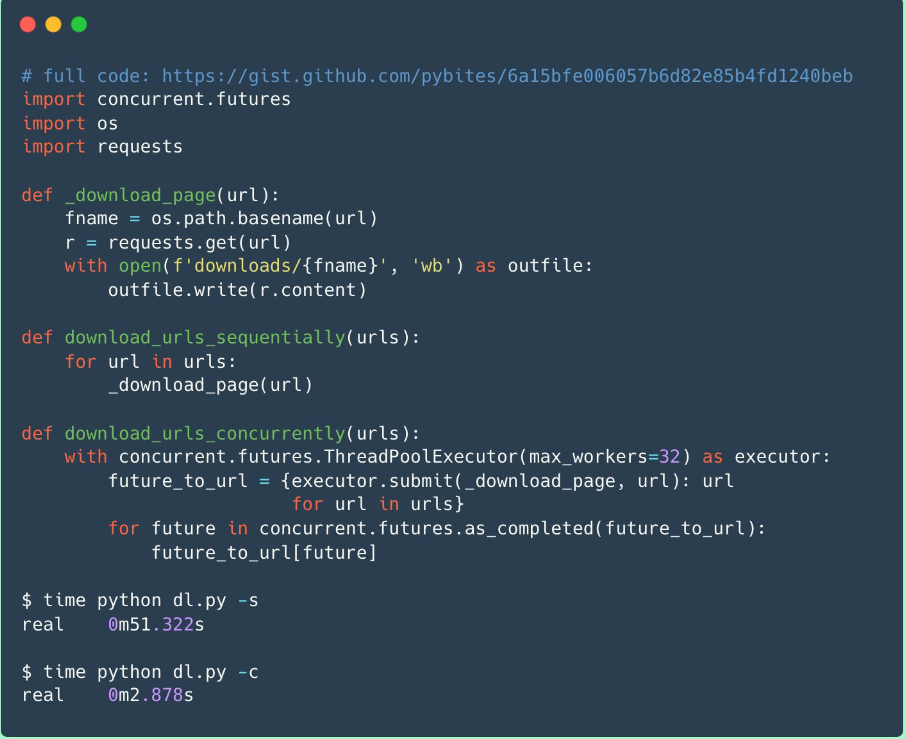 # full code: https://gist.github.com/pybites/6a15bfe006057b6d82e85b4fd1240beb
import concurrent.futures
import os
import requests

def _download_page(url):
    fname = os.path.basename(url)
    r = requests.get(url)
    with open(f'downloads/{fname}', 'wb') as outfile:
        outfile.write(r.content)

def download_urls_sequentially(urls):
    for url in urls:
        _download_page(url)

def download_urls_concurrently(urls):
    with concurrent.futures.ThreadPoolExecutor(max_workers=32) as executor:
        future_to_url = {executor.submit(_download_page, url): url
                         for url in urls}
        for future in concurrent.futures.as_completed(future_to_url):
            future_to_url[future]

$ time python dl.py -s
real    0m51.322s

$ time python dl.py -c
real    0m2.878s